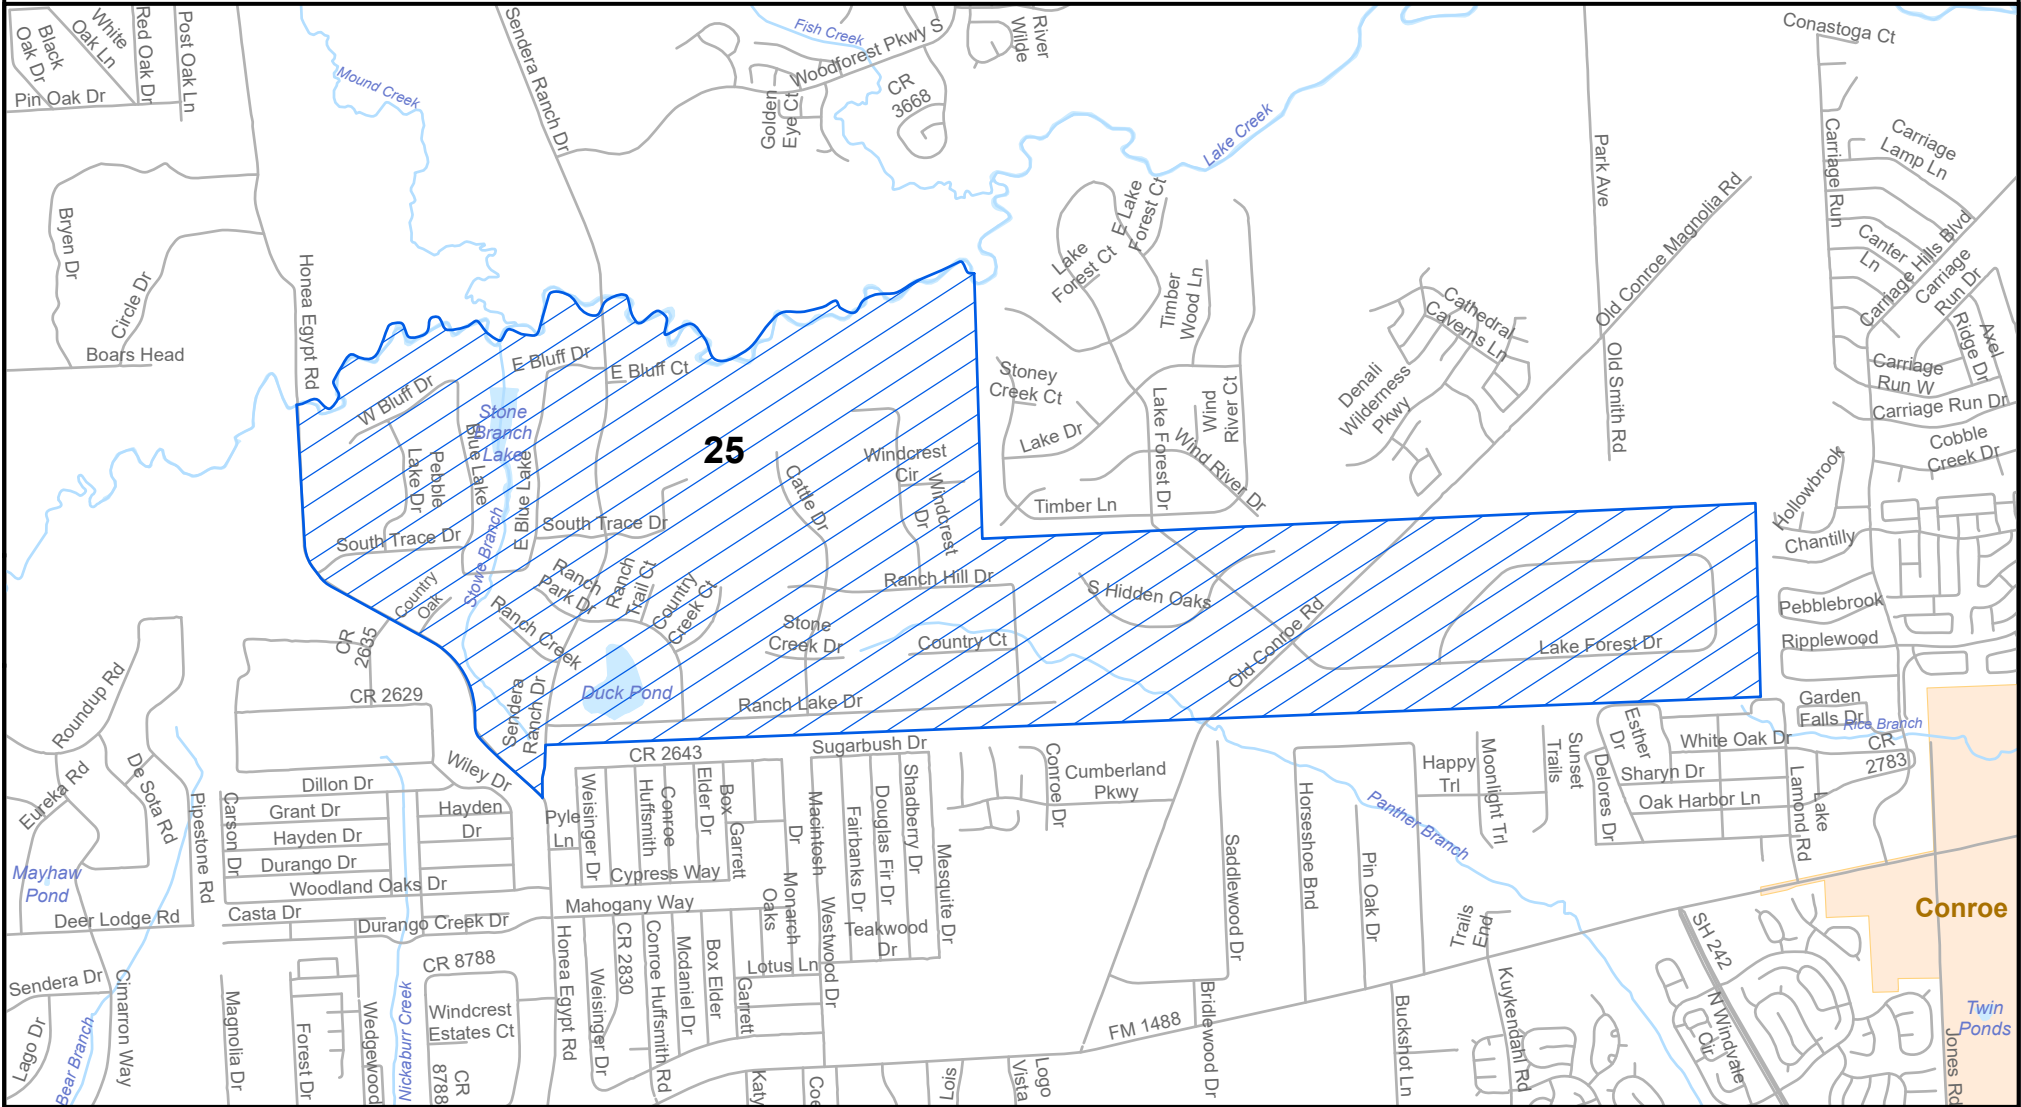 Black
Oak Dr
White
Oak Ln
Red Oak Dr
Post Oak Ln
Pin Oak Dr
Mound Creek
Sendera Ranch Dr
Fish Creek
Woodforest Pkwy S
River
Wilde
CR
3668
Golden
Eye Ct
Lake Creek
Conastoga Ct
Park Ave
Carriage Run
Carriage
Lamp Ln
Old Conroe Magnolia Rd
Bryen Dr
Circle Dr
Boars Head
Honea Egypt Rd
E Lake
Forest Ct
Lake
Forest Ct
Timber
Wood Ln
Cathedral
Caverns Ln
Canter
Ln
Carriage Hills Blvd
Carriage
Run Dr
Axel
Ridge Dr
Carriage
Run W
Carriage Run Dr
Cobble
Creek Dr
Old Smith Rd
Denali
Wilderness
Pkwy
Stoney
Creek Ct
Lake Dr
Lake Forest Dr
Wind
River Ct
Wind River Dr
Timber Ln
Hollowbrook
Chantilly
Pebblebrook
Ripplewood
Garden
Falls Dr
Rice Branch
E Bluff Dr
E Bluff Ct
W Bluff Dr
Stone
Branch
Lake
25
Pebble
Lake Dr
Blue Lake
E Blue Lake
Windcrest
Cir
Windcrest
Dr
Cattle Dr
South Trace Dr
South Trace Dr
Stowe Branch
Country
Oak
Ranch
Park Dr
Ranch
Trail Ct
Country
Creek Ct
Ranch Creek
Ranch Hill Dr
S Hidden Oaks
Stone
Creek Dr
Country Ct
Old Conroe Rd
Lake Forest Dr
Duck Pond
Ranch Lake Dr
Sendera
Ranch Dr
CR
2635
CR 2629
Roundup Rd
Eureka Rd
De Sota Rd
Wiley Dr
Dillon Dr
Grant Dr
Hayden Dr
Hayden
Dr
Durango Dr
Woodland Oaks Dr
Casta Dr
Durango Creek Dr
Pipestone Rd
Carson Dr
Mayhaw
Pond
Deer Lodge Rd
Pyle
Ln
CR 2643
Sugarbush Dr
Weisinger Dr
Huffsmith
Conroe
Elder Dr
Box
Garrett
Dr
Monarch
Oaks
Macintosh
Fairbanks Dr
Douglas Fir Dr
Shadberry Dr
Mesquite Dr
Cypress Way
Mahogany Way
Teakwood
Dr
Westwood Dr
Lotus Ln
Conroe Dr
Cumberland
Pkwy
Saddlewood Dr
Horseshoe Bnd
Pin Oak Dr
Happy
Trl
Moonlight Trl
Trails
Sunset
Panther Branch
Esther
Dr
Delores Dr
White Oak Dr
Sharyn Dr
Oak Harbor Ln
Lamond Rd
Lake
CR
2783
Conroe
Trails
End
SH 242
N Windvale
Cir
Kuykendahl Rd
Buckshot Ln
Bridlewood Dr
FM 1488
Twin
Ponds
Jones Rd
Sendera Dr
Lago Dr
Bear Branch
Cimarron Way
Magnolia Dr
Forest Dr
Wedgewood
Nickaburr Creek
CR 8788
Windcrest
Estates Ct
CR
8788
Honea Egypt Rd
Weisinger Dr
CR 2830
Conroe Huffsmith Rd
Mcdaniel Dr
Box Elder
Garrett
Katy
Coe
Lois
Logo
Vista